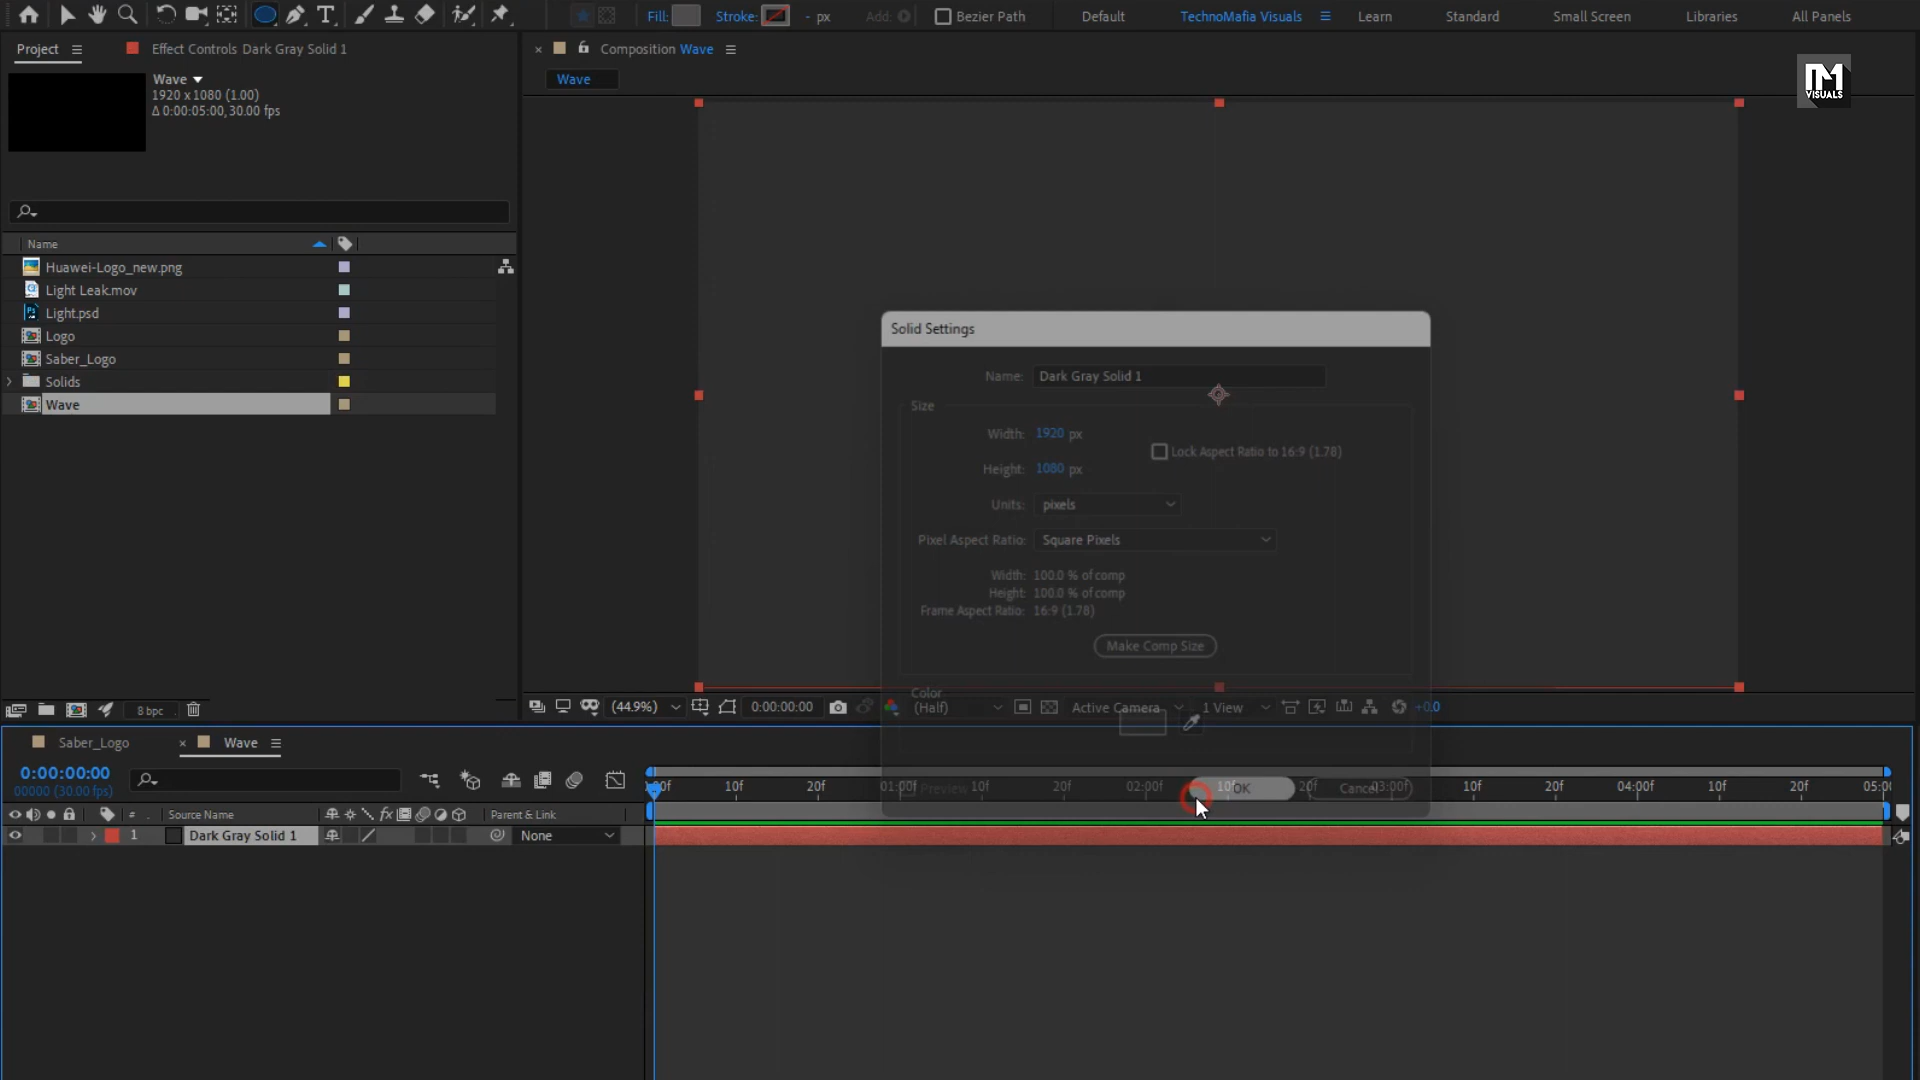 Fill:
Stroke:
- px
Add:
Bezier Path
Default
TechnoMafia Visuals
Learn
Standard
Small Screen
Libraries
All Panels
Project
Effect Controls Dark Gray Solid 1
Composition Wave
Wave
1920 x 1080 (1.00)
Δ 0:00:05:00, 30.00 fps
Wave
VISUALS
Name
Huawei-Logo_new.png
Light Leak.mov
Light.psd
Logo
Saber_Logo
Solids
Wave
Solid Settings
Name: Dark Gray Solid 1
Size
Width: 1920 px
Lock Aspect Ratio to 16:9 (1.78)
Height: 1080 px
Units: pixels
Pixel Aspect Ratio: Square Pixels
Width: 100.0 % of comp
Height: 100.0 % of comp
Frame Aspect Ratio: 16:9 (1.78)
Make Comp Size
Color
Preview
OK
Cancel
8 bpc
(44.9%)
0:00:00:00
(Half)
Active Camera
1 View
+0.0
Saber_Logo
Wave
0:00:00:00
00000 (30.00 fps)
:00f 10f 20f 01:00f 10f 20f 02:00f 10f 20f 03:00f 10f 20f 04:00f 10f 20f 05:00
# Source Name
fx
Parent & Link
1 Dark Gray Solid 1
None